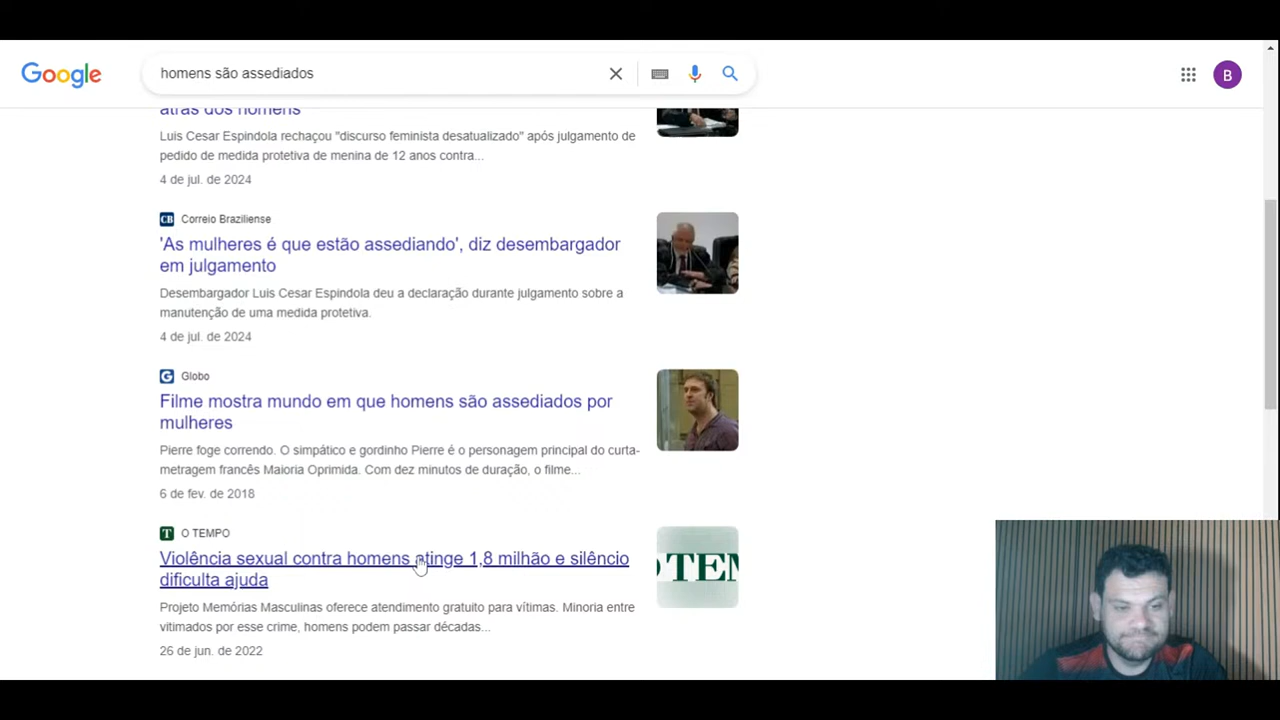 Google
homens são assediados
B
atrás dos homens
Luis Cesar Espindola rechaçou "discurso feminista desatualizado" após julgamento de
pedido de medida protetiva de menina de 12 anos contra...
4 de jul. de 2024
CB Correio Braziliense
'As mulheres é que estão assediando', diz desembargador
em julgamento
Desembargador Luis Cesar Espindola deu a declaração durante julgamento sobre a
manutenção de uma medida protetiva.
4 de jul. de 2024
G Globo
Filme mostra mundo em que homens são assediados por
mulheres
Pierre foge correndo. O simpático e gordinho Pierre é o personagem principal do curta-
metragem francês Maioria Oprimida. Com dez minutos de duração, o filme...
6 de fev. de 2018
T O TEMPO
Violência sexual contra homens atinge 1,8 milhão e silêncio
dificulta ajuda
OTEM
Projeto Memórias Masculinas oferece atendimento gratuito para vítimas. Minoria entre
vitimados por esse crime, homens podem passar décadas...
26 de jun. de 2022